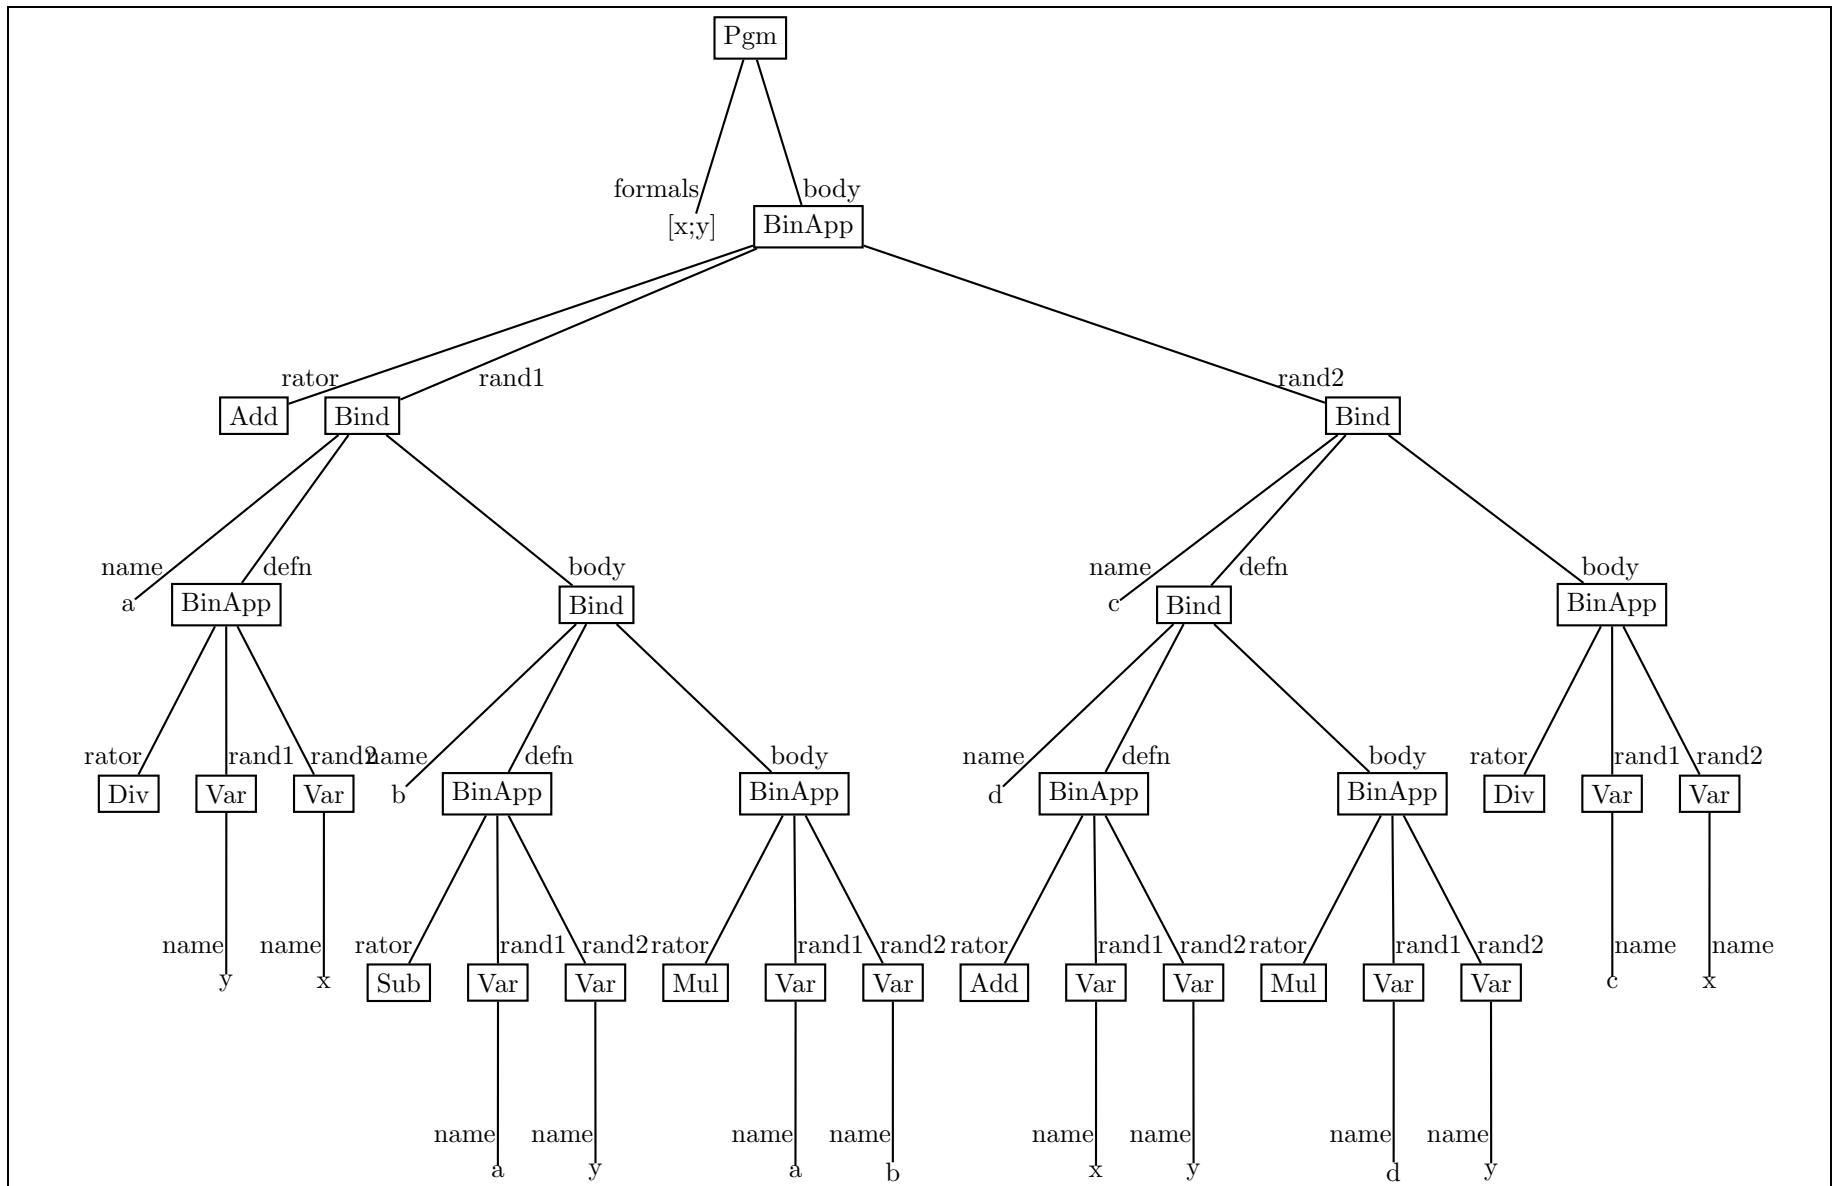 Pgm
formals body
[x;y] BinApp
rator rand1 rand2
Add Bind Bind
name defn body name defn body
a BinApp Bind c Bind BinApp
rator rand1 rand2 name defn body name defn body rator rand1 rand2
Div Var Var b BinApp BinApp d BinApp BinApp Div Var Var
name name rator rand1 rand2 rator rand1 rand2 rator rand1 rand2 rator rand1 rand2 name name
y x Sub Var Var Mul Var Var Add Var Var Mul Var Var c x
name name name name name name name name
a y a b x y d y